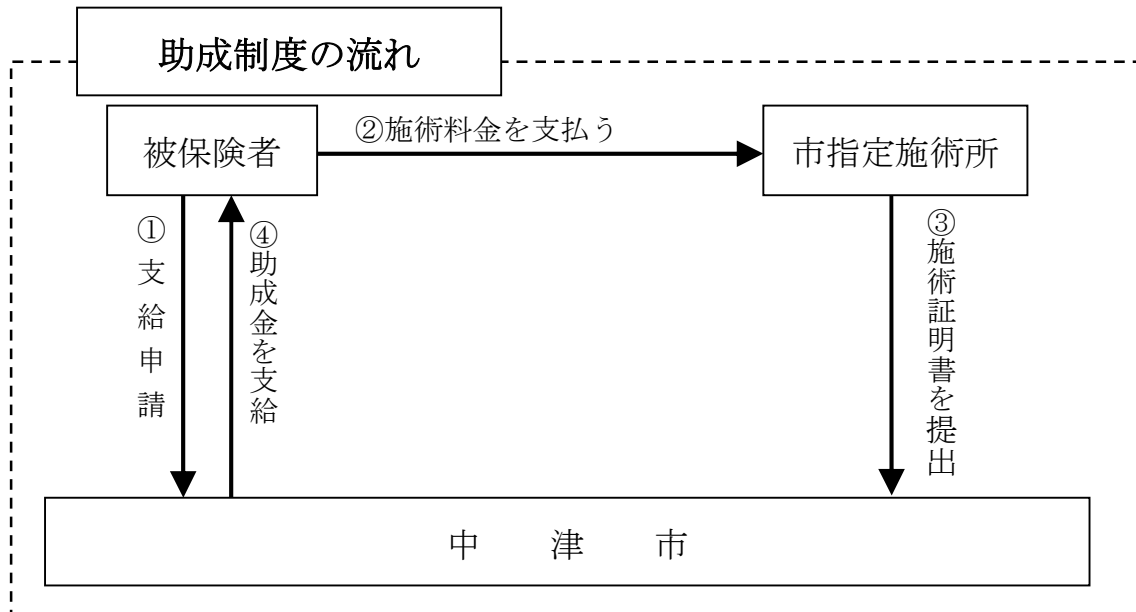 助成制度の流れ
被保険者
②施術料金を支払う
市指定施術所
①支給申請
④助成金を支給
③施術証明書を提出
中津市